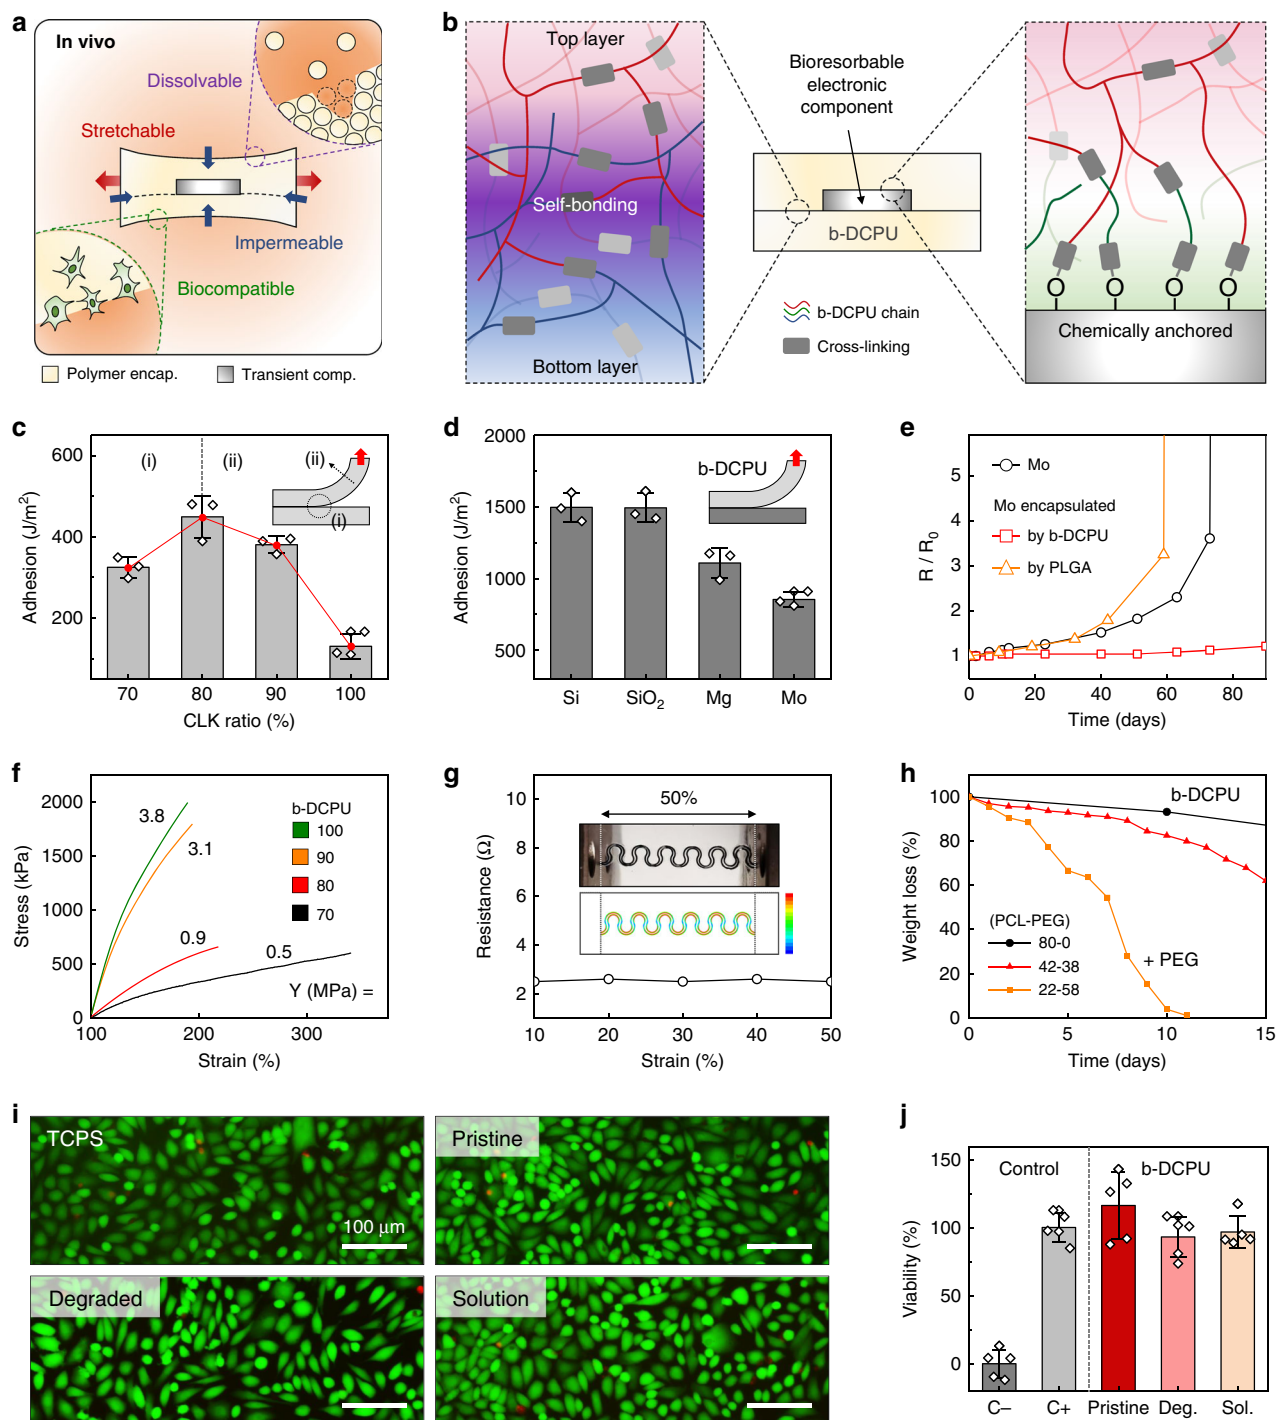 a
In vivo
Dissolvable
Stretchable
Impermeable
Biocompatible
Polymer encap.
Transient comp.
b
Top layer
Self-bonding
Bottom layer
Bioresorbable
electronic
component
b-DCPU
b-DCPU chain
Cross-linking
O O O O
Chemically anchored
c
Adhesion (J/m²)
600
400
200
(i)
(ii)
(ii)
(i)
70 80 90 100
CLK ratio (%)
d
Adhesion (J/m²)
2000
1500
1000
500
b-DCPU
Si SiO₂ Mg Mo
e
R / R₀
5
4
3
2
1
Mo
Mo encapsulated
by b-DCPU
by PLGA
0 20 40 60 80
Time (days)
f
Stress (kPa)
2000
1500
1000
500
0
3.8
3.1
0.9
0.5
Y (MPa) =
b-DCPU
100
90
80
70
100 200 300
Strain (%)
g
Resistance (Ω)
10
8
6
4
2
50%
10 20 30 40 50
Strain (%)
h
Weight loss (%)
100
80
60
40
20
0
b-DCPU
(PCL-PEG)
80-0
42-38
22-58
+ PEG
0 5 10 15
Time (days)
i
TCPS
100 μm
Pristine
Degraded
Solution
j
Viability (%)
150
100
50
0
Control
b-DCPU
C− C+ Pristine Deg. Sol.